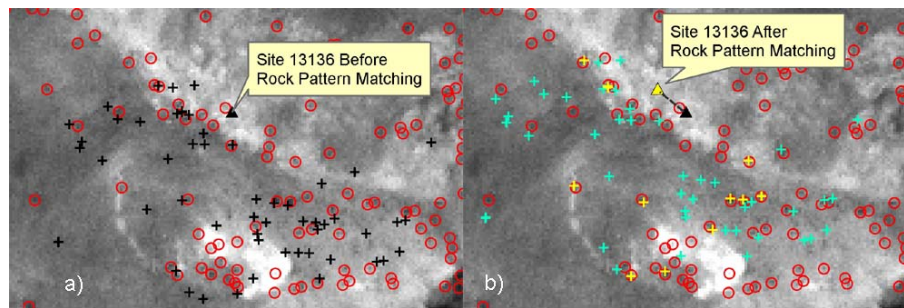 Site 13136 Before
Rock Pattern Matching
a)
Site 13136 After
Rock Pattern Matching
b)